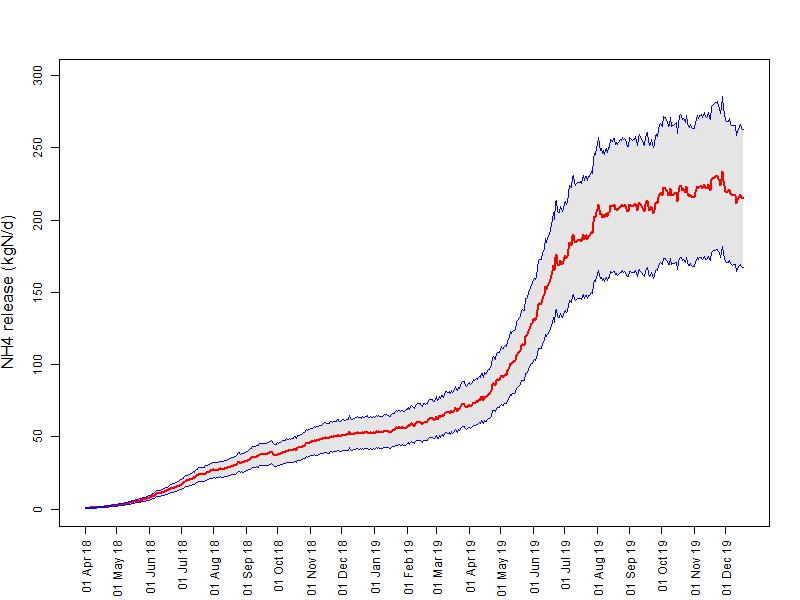 NH4 release (kgN/d)
300
250
200
150
100
50
0
01 Apr 18
01 May 18
01 Jun 18
01 Jul 18
01 Aug 18
01 Sep 18
01 Oct 18
01 Nov 18
01 Dec 18
01 Jan 19
01 Feb 19
01 Mar 19
01 Apr 19
01 May 19
01 Jun 19
01 Jul 19
01 Aug 19
01 Sep 19
01 Oct 19
01 Nov 19
01 Dec 19